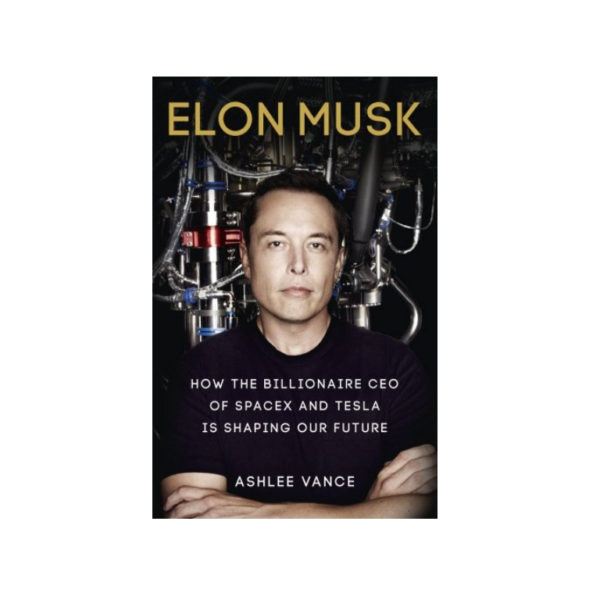 ELON MUSK
HOW THE BILLIONAIRE CEO
OF SPACEX AND TESLA
IS SHAPING OUR FUTURE
ASHLEE VANCE